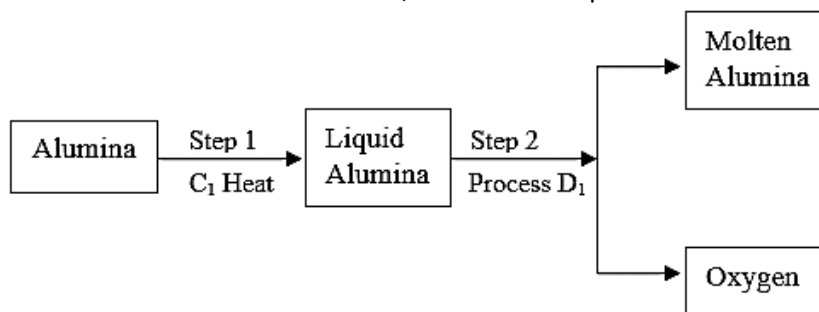 Alumina
Step 1
C₁ Heat
Liquid
Alumina
Step 2
Process D₁
Molten
Alumina
Oxygen